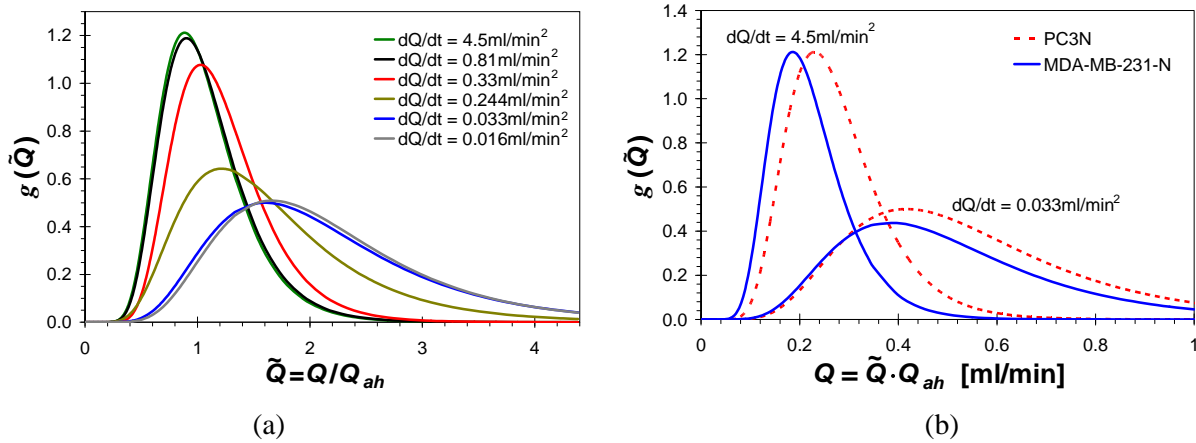 g (Q̃)
1.2
1.0
0.8
0.6
0.4
0.2
0.0
0
1
2
3
4
Q̃=Q/Q_ah
dQ/dt = 4.5ml/min²
dQ/dt = 0.81ml/min²
dQ/dt = 0.33ml/min²
dQ/dt = 0.244ml/min²
dQ/dt = 0.033ml/min²
dQ/dt = 0.016ml/min²
(a)
g (Q̃)
1.4
1.2
1.0
0.8
0.6
0.4
0.2
0.0
0
0.2
0.4
0.6
0.8
1
Q = Q̃·Q_ah [ml/min]
dQ/dt = 4.5ml/min²
PC3N
MDA-MB-231-N
dQ/dt = 0.033ml/min²
(b)